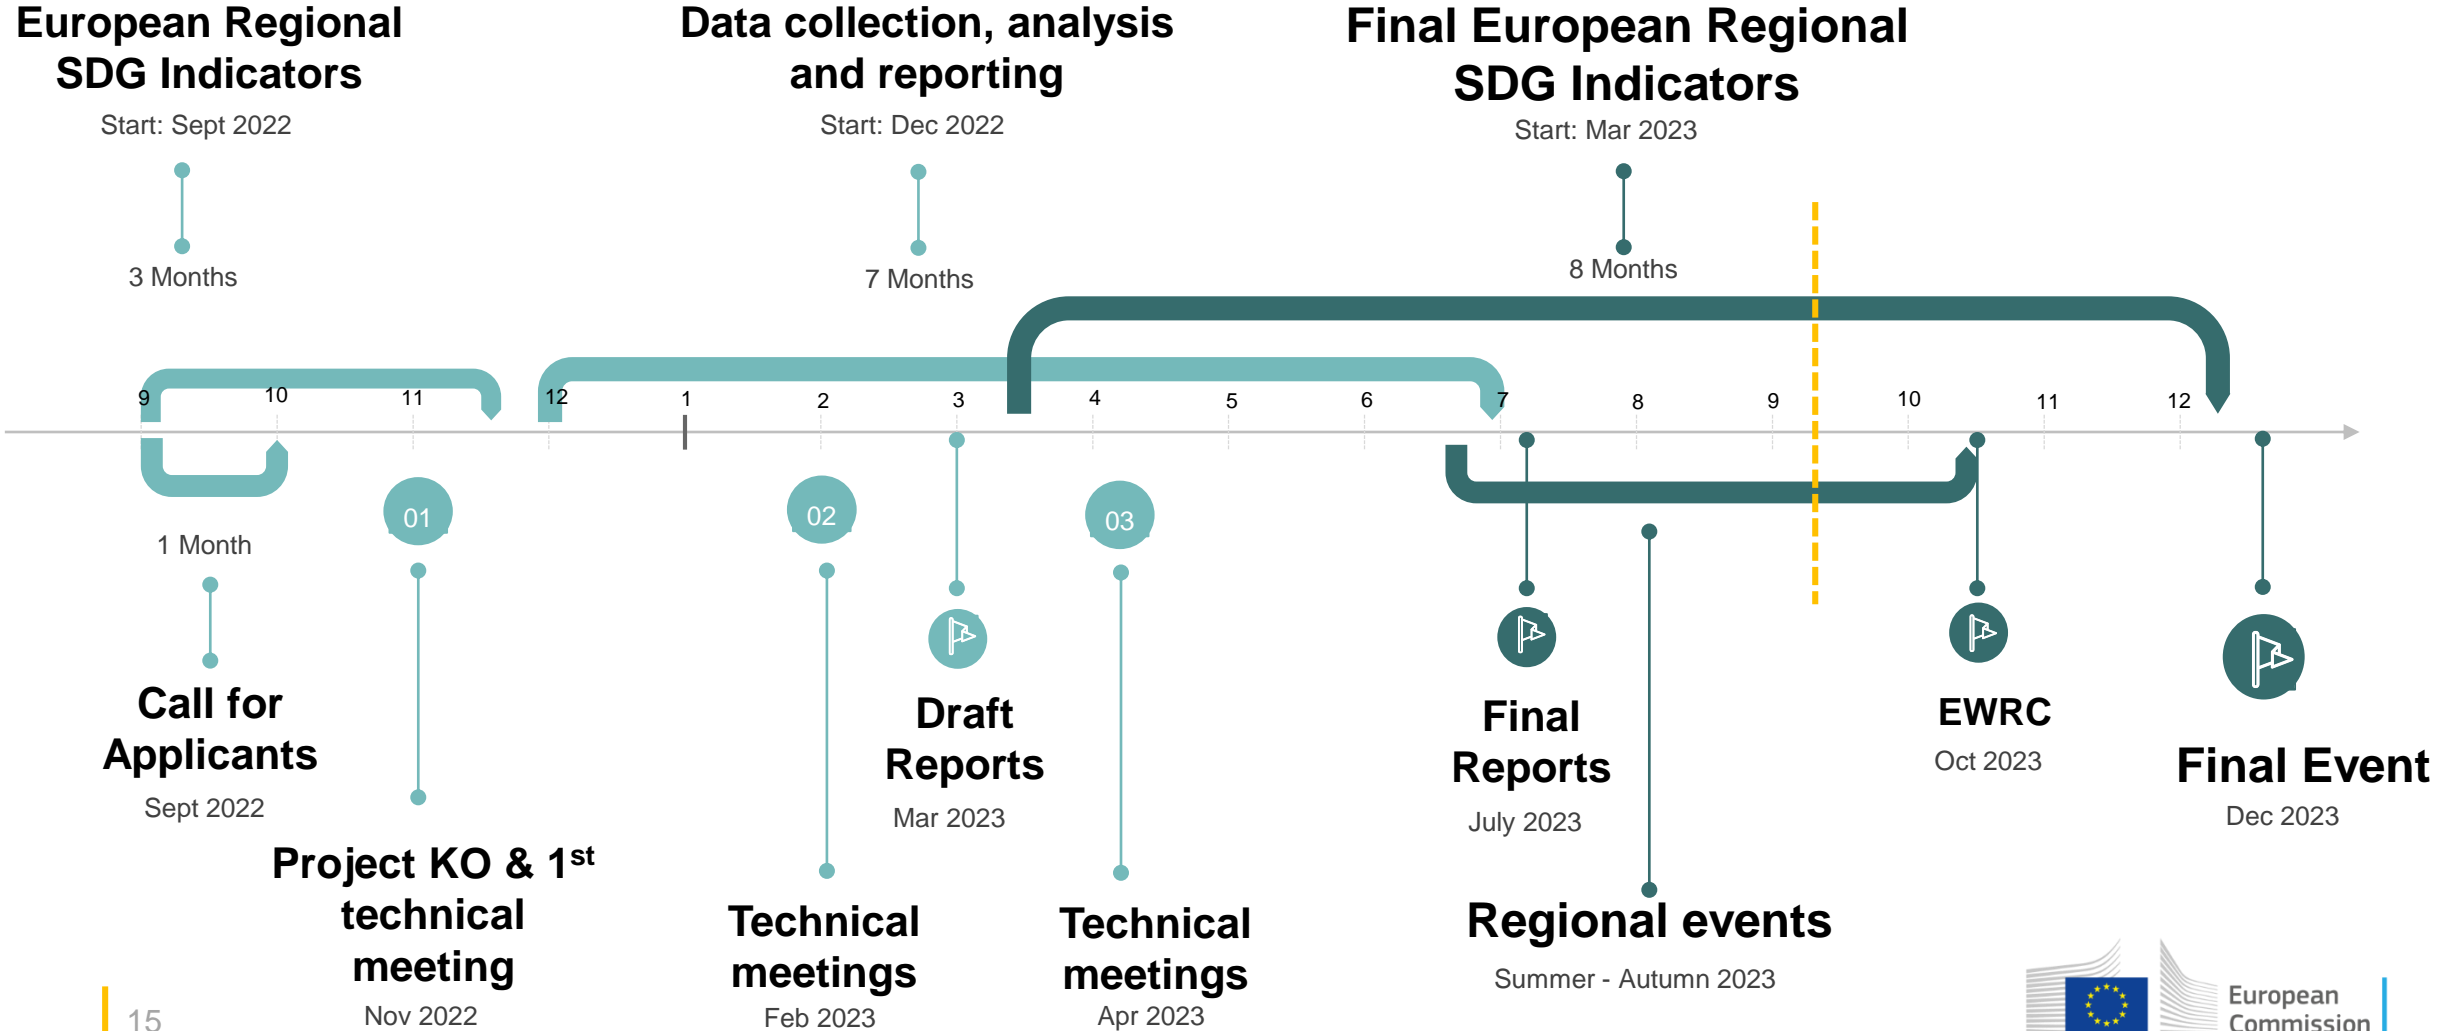 European Regional
SDG Indicators
Start: Sept 2022
3 Months
Data collection, analysis
and reporting
Start: Dec 2022
7 Months
Final European Regional
SDG Indicators
Start: Mar 2023
8 Months
9 10 11 12 1 2 3 4 5 6 7 8 9 10 11 12
1 Month
Call for
Applicants
Sept 2022
01
Project KO & 1st
technical
meeting
Nov 2022
02
Technical
meetings
Feb 2023
Draft
Reports
Mar 2023
03
Technical
meetings
Apr 2023
Final
Reports
July 2023
Regional events
Summer - Autumn 2023
EWRC
Oct 2023
Final Event
Dec 2023
15
European
Commission